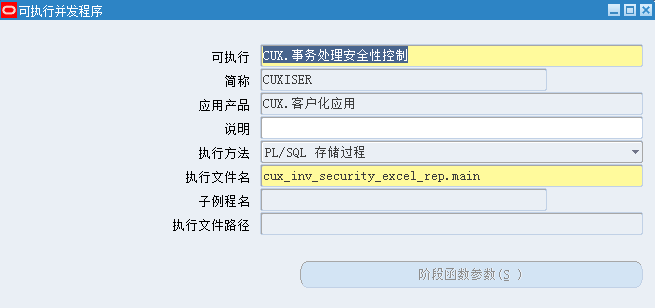 可执行并发程序
可执行 CUX.事务处理安全性控制
简称 CUXISER
应用产品 CUX.客户化应用
说明
执行方法 PL/SQL 存储过程
执行文件名 cux_inv_security_excel_rep.main
子例程名
执行文件路径
阶段函数参数(S )